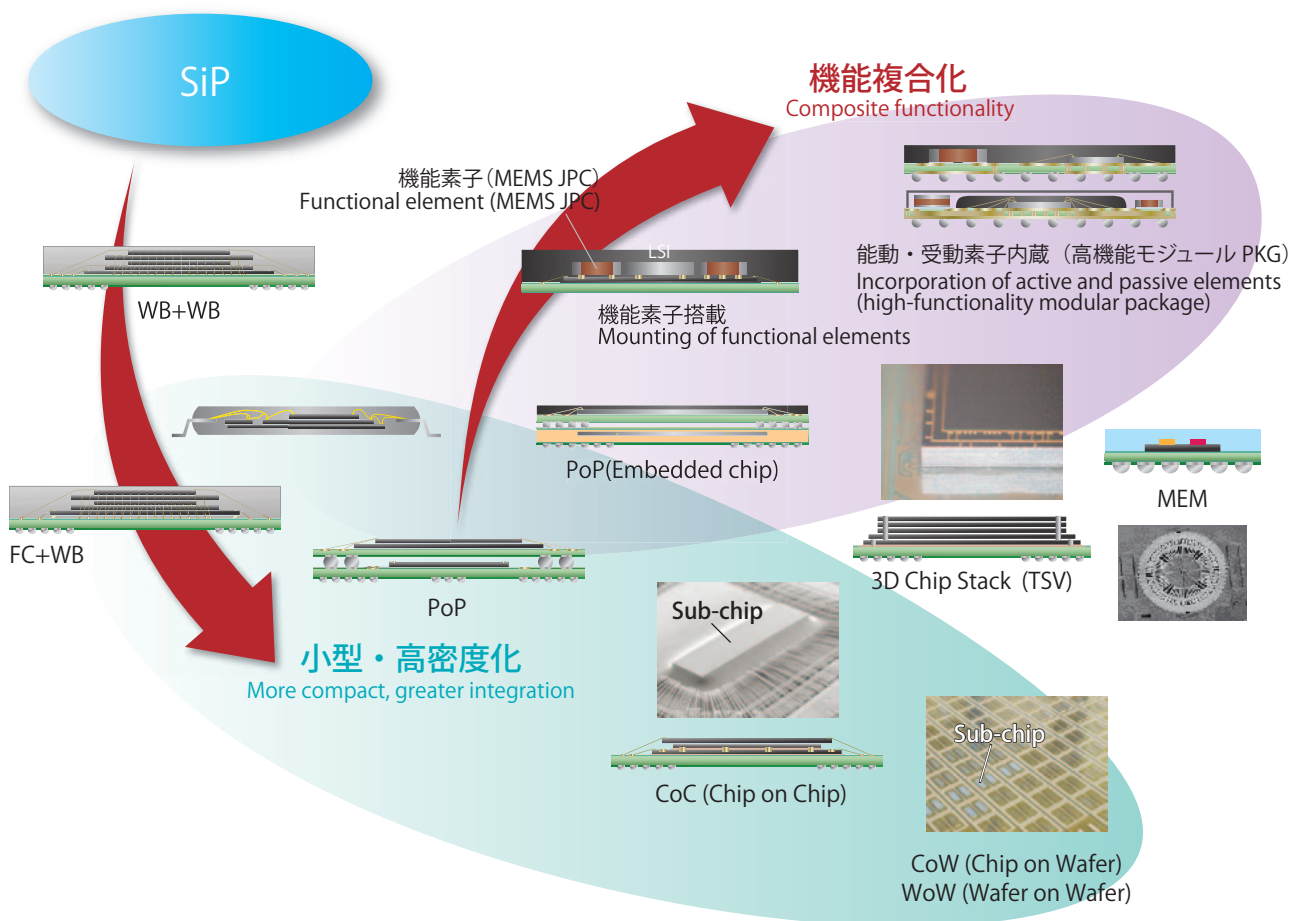 SiP
機能複合化
Composite functionality
機能素子(MEMS JPC)
Functional element (MEMS JPC)
LSI
機能素子搭載
Mounting of functional elements
能動・受動素子内蔵(高機能モジュール PKG)
Incorporation of active and passive elements
(high-functionality modular package)
WB+WB
PoP(Embedded chip)
MEM
FC+WB
PoP
3D Chip Stack (TSV)
小型・高密度化
More compact, greater integration
Sub-chip
CoC (Chip on Chip)
Sub-chip
CoW (Chip on Wafer)
WoW (Wafer on Wafer)